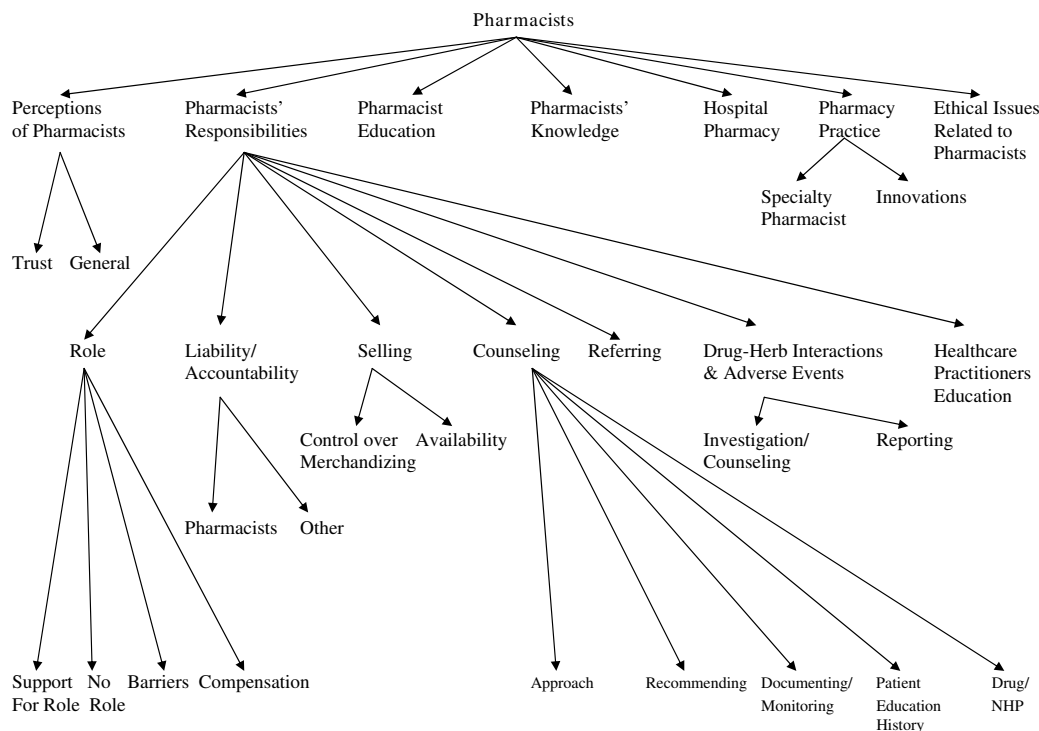 Pharmacists
Perceptions
of Pharmacists
Pharmacists’
Responsibilities
Pharmacist
Education
Pharmacists’
Knowledge
Hospital
Pharmacy
Pharmacy
Practice
Ethical Issues
Related to
Pharmacists
Specialty
Pharmacist
Innovations
Trust
General
Role
Liability/
Accountability
Selling
Counseling
Referring
Drug-Herb Interactions
& Adverse Events
Healthcare
Practitioners
Education
Control over
Merchandizing
Availability
Investigation/
Counseling
Reporting
Pharmacists
Other
Support
For Role
No
Role
Barriers
Compensation
Approach
Recommending
Documenting/
Monitoring
Patient
Education
History
Drug/
NHP